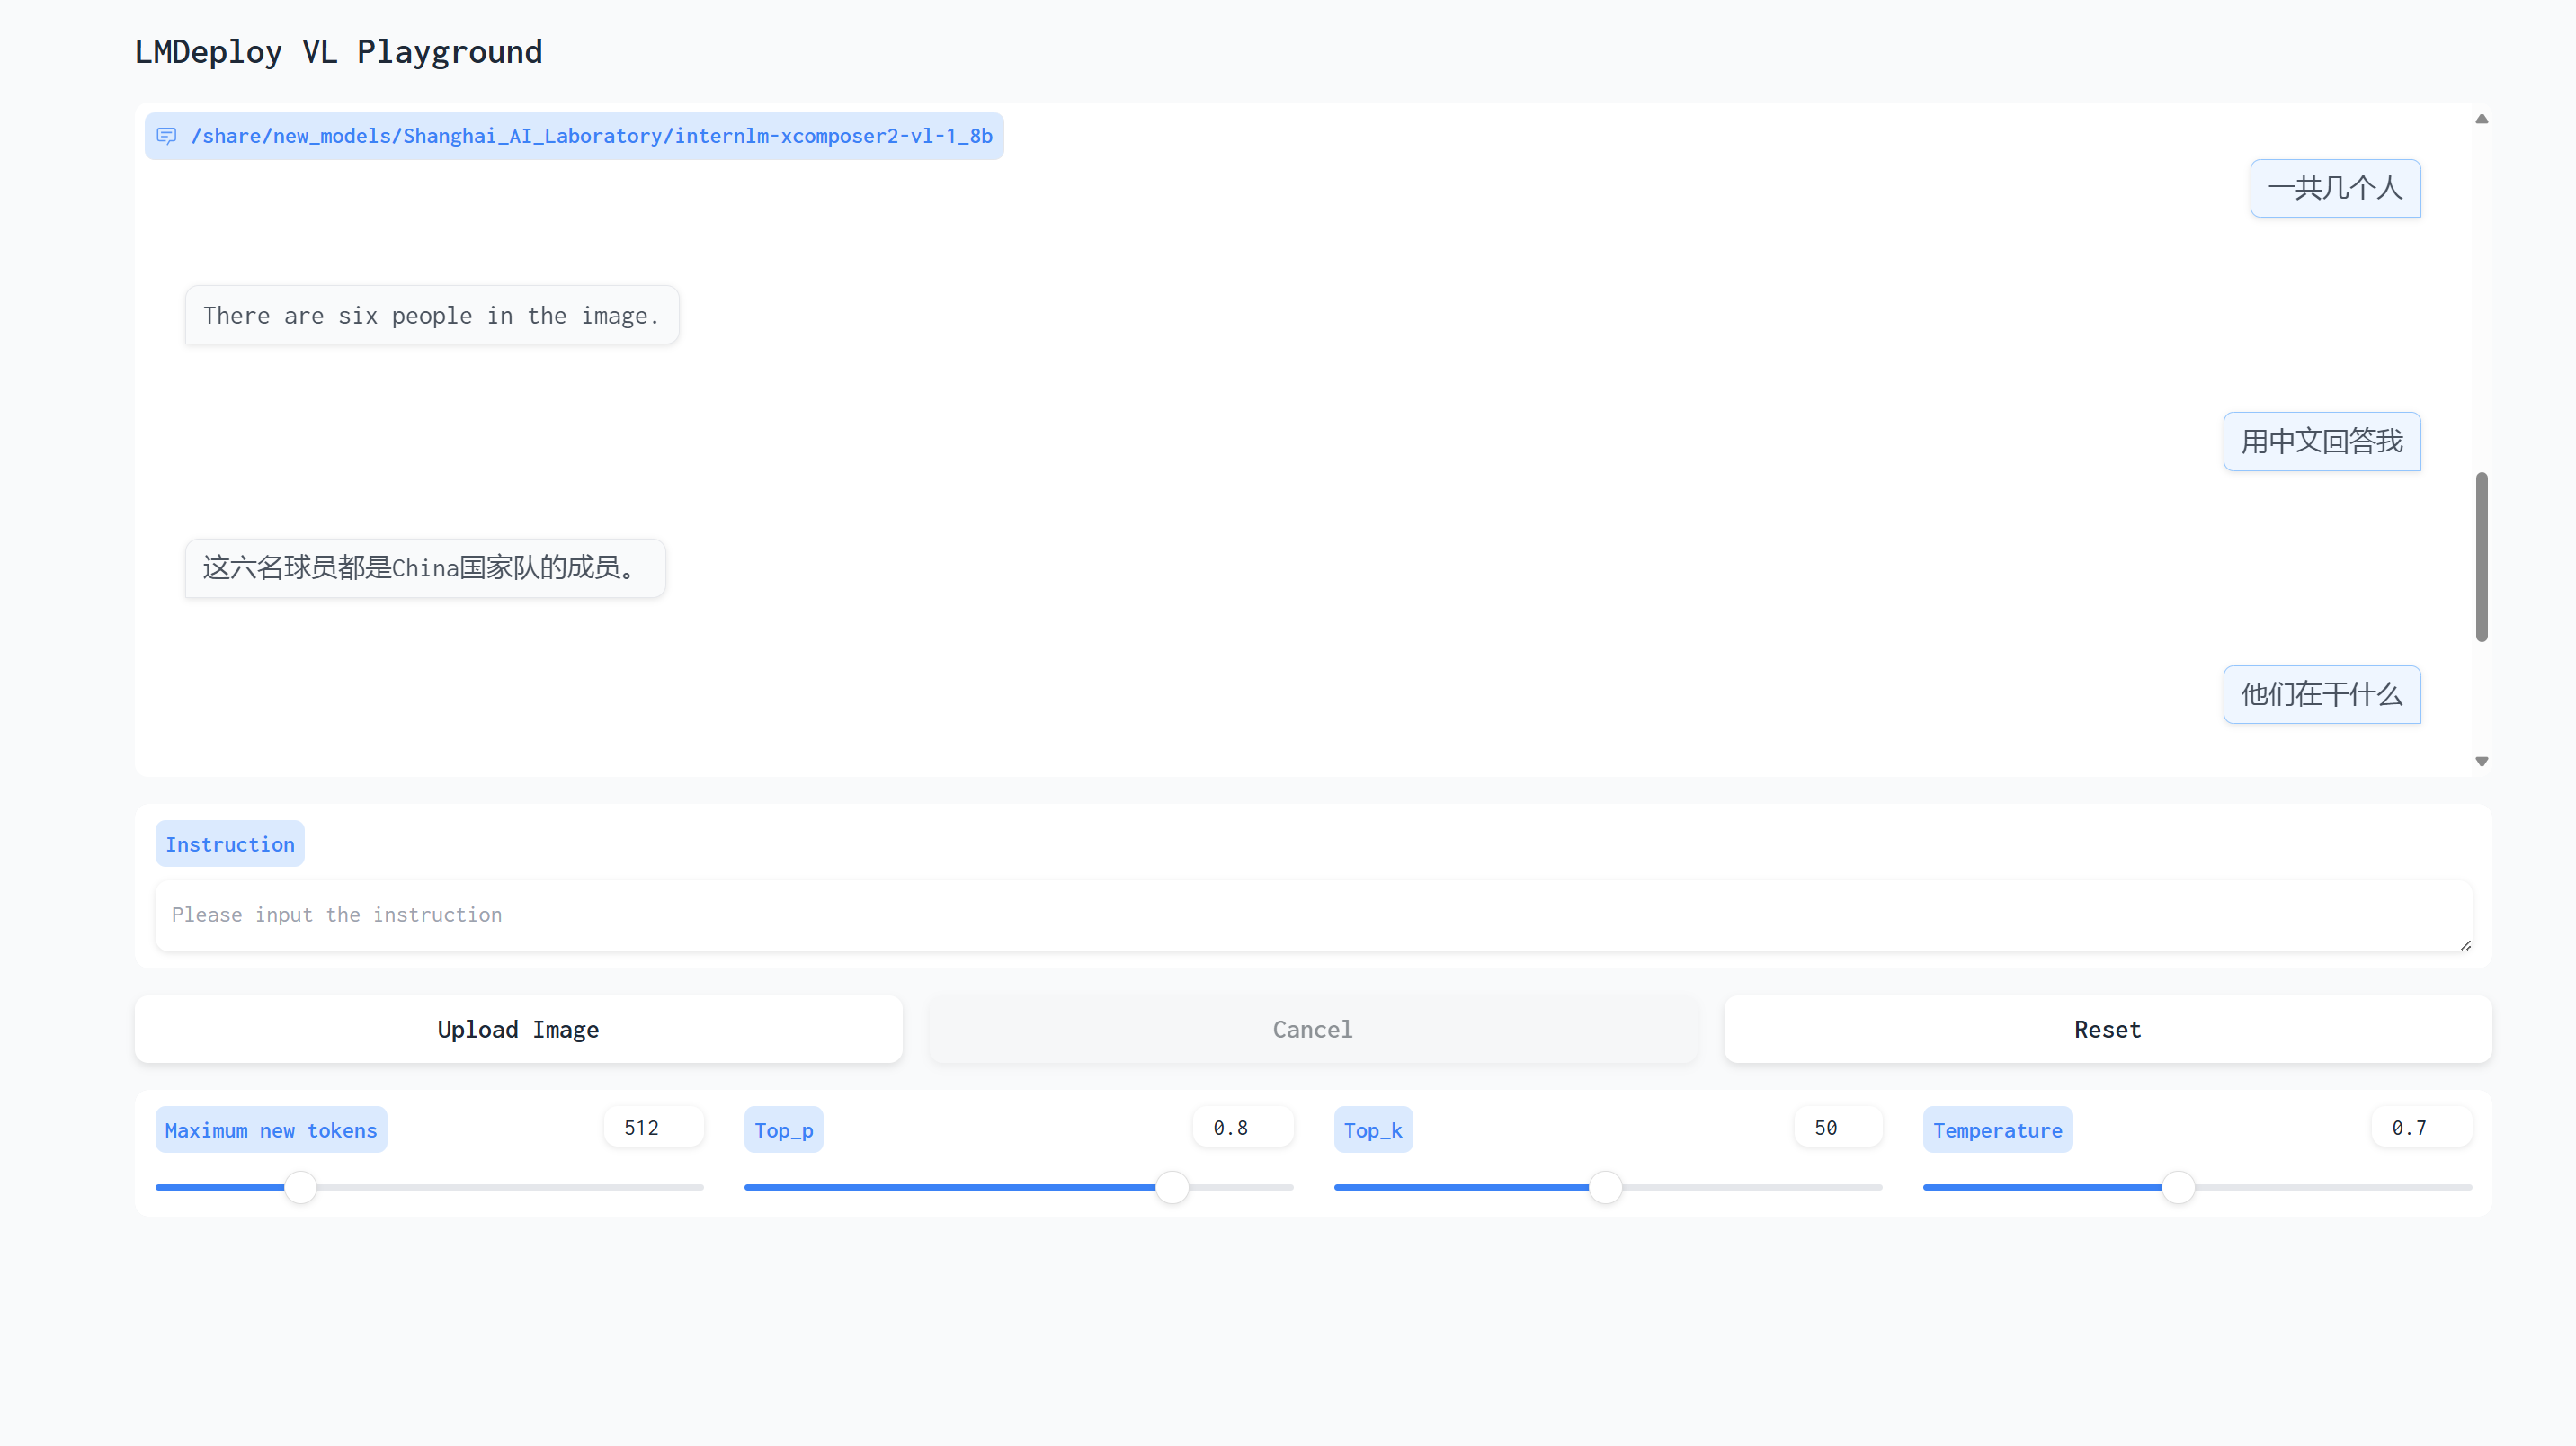 LMDeploy VL Playground
/share/new_models/Shanghai_AI_Laboratory/internlm-xcomposer2-vl-1_8b
一共几个人
There are six people in the image.
用中文回答我
这六名球员都是China国家队的成员。
他们在干什么
Instruction
Please input the instruction
Upload Image
Cancel
Reset
Maximum new tokens
512
Top_p
0.8
Top_k
50
Temperature
0.7